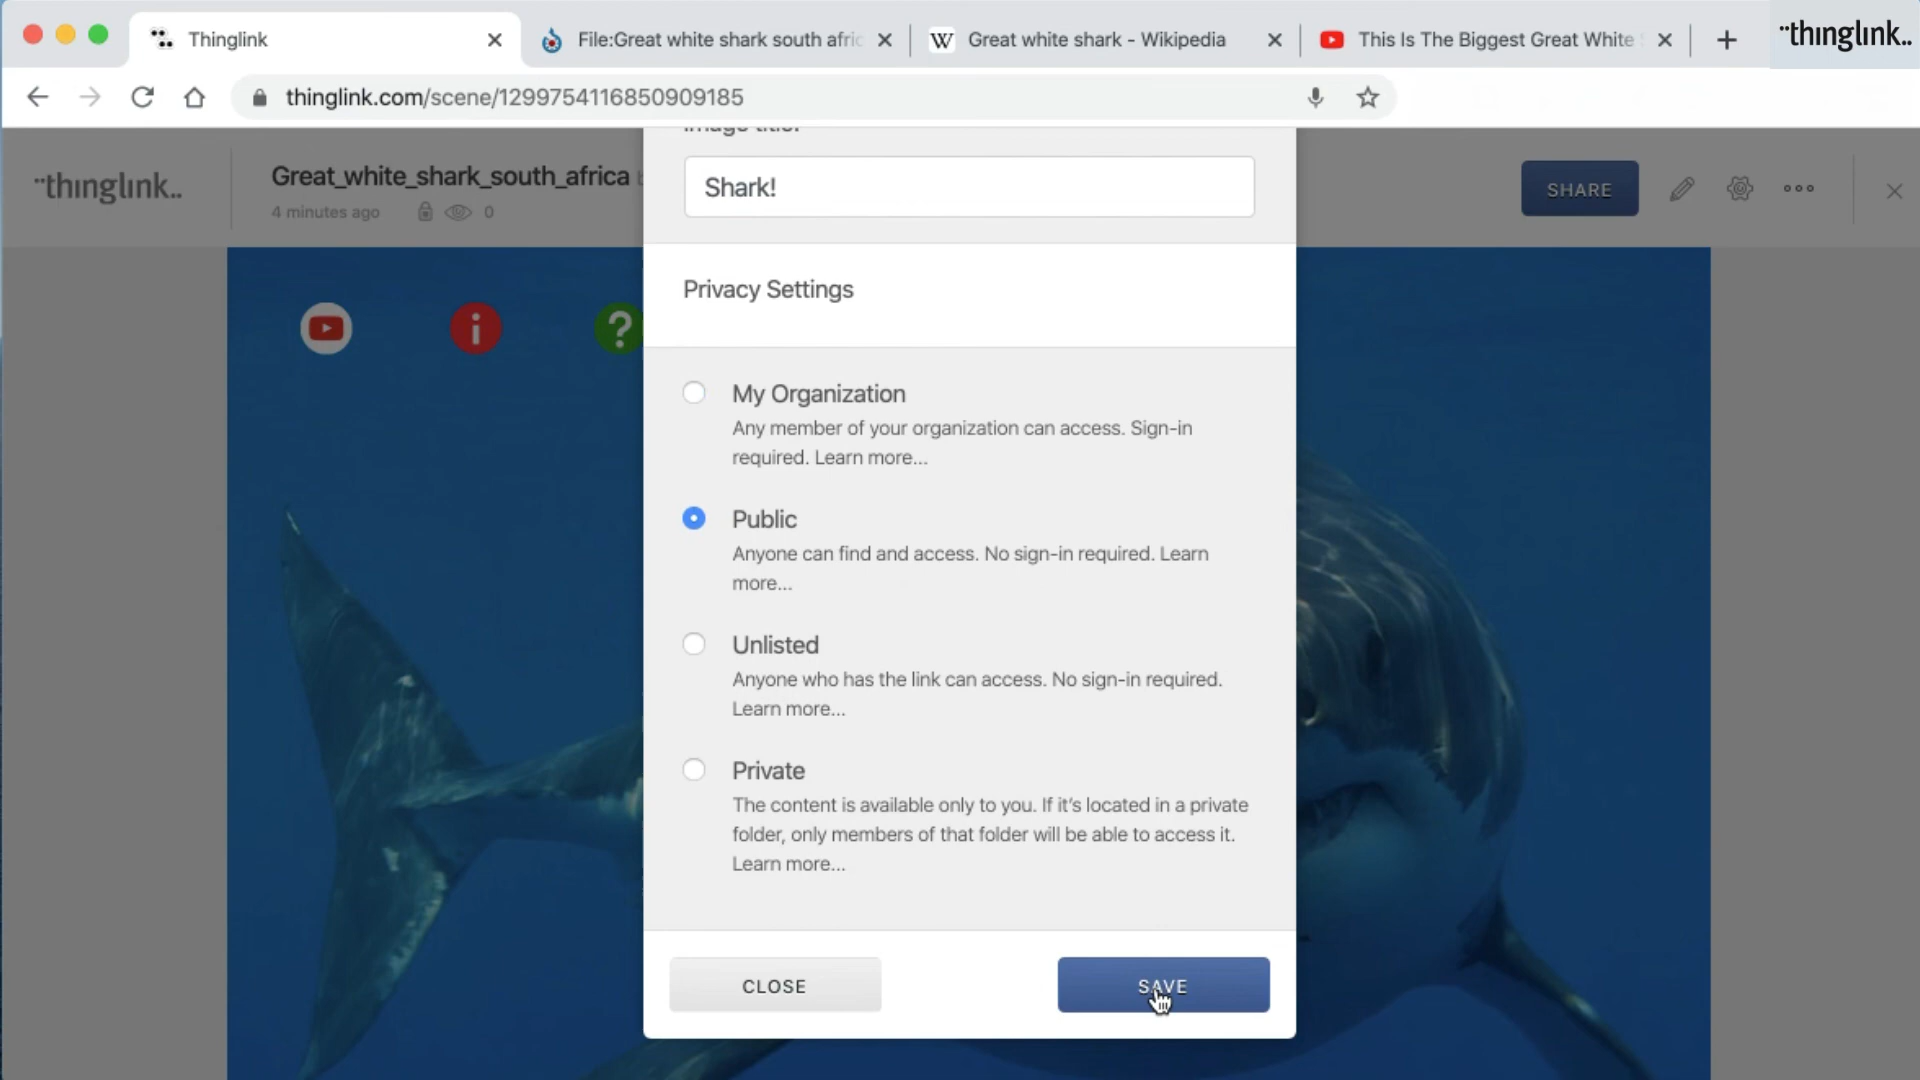 Thinglink
File:Great white shark south afric
Great white shark - Wikipedia
This Is The Biggest Great White S
thinglink..
thinglink.com/scene/1299754116850909185
Image title:
thinglink..
Great_white_shark_south_africa
4 minutes ago
0
Shark!
SHARE
Privacy Settings
My Organization
Any member of your organization can access. Sign-in
required. Learn more...
Public
Anyone can find and access. No sign-in required. Learn
more...
Unlisted
Anyone who has the link can access. No sign-in required.
Learn more...
Private
The content is available only to you. If it's located in a private
folder, only members of that folder will be able to access it.
Learn more...
CLOSE
SAVE